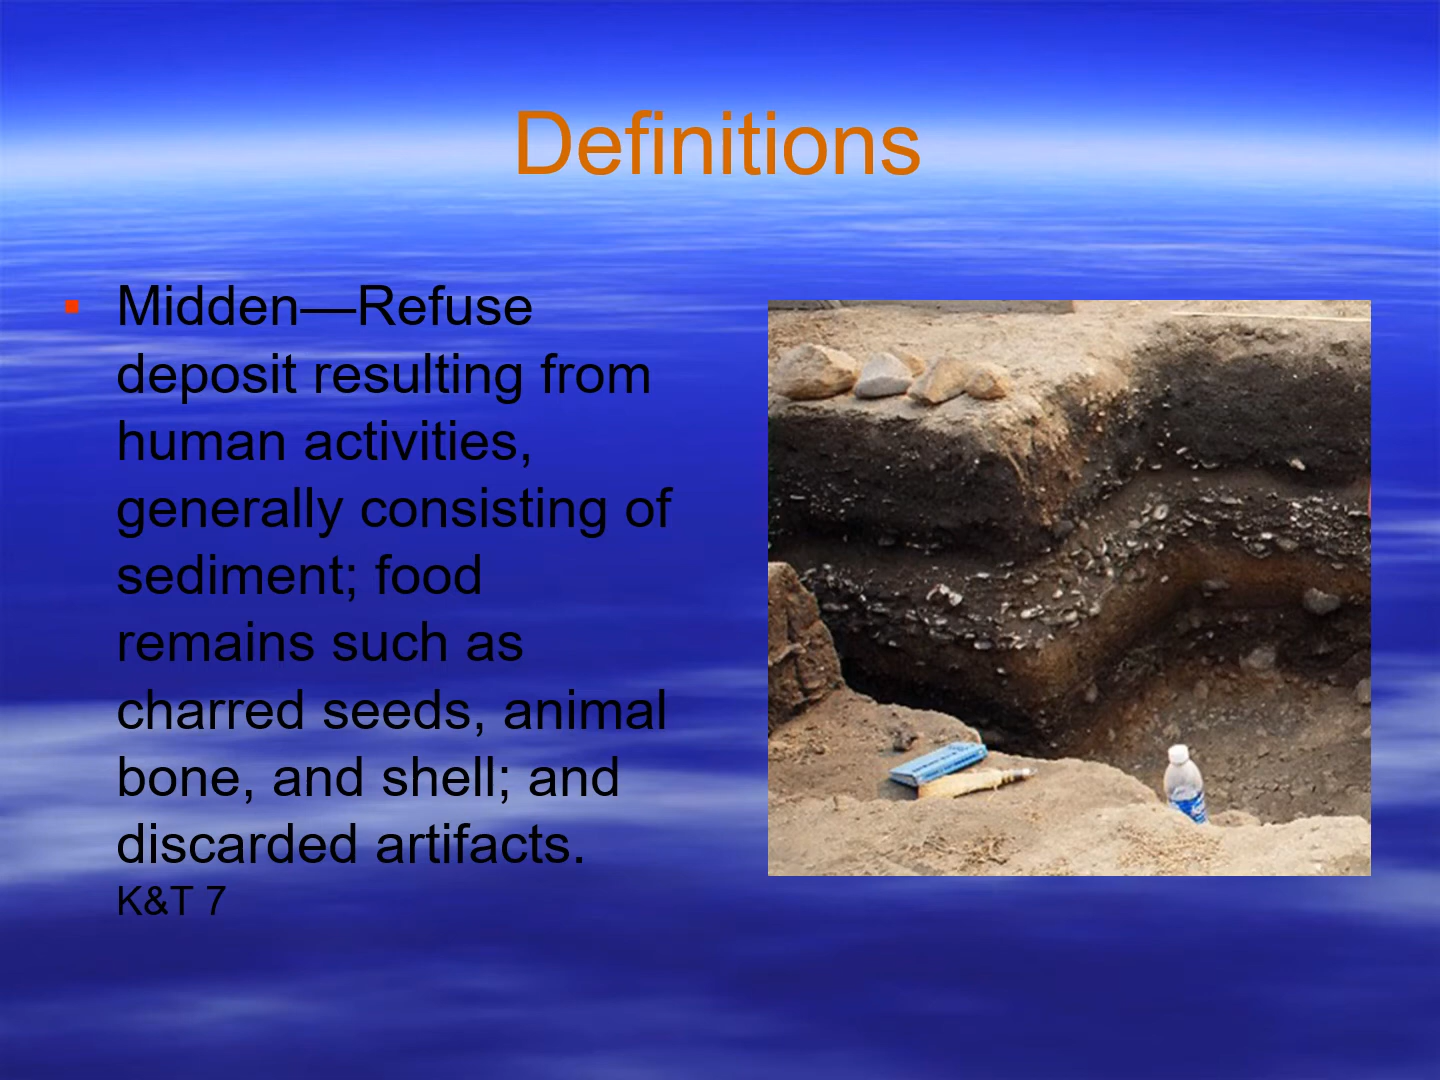 Definitions
▪ Midden—Refuse
deposit resulting from
human activities,
generally consisting of
sediment; food
remains such as
charred seeds, animal
bone, and shell; and
discarded artifacts.
K&T 7